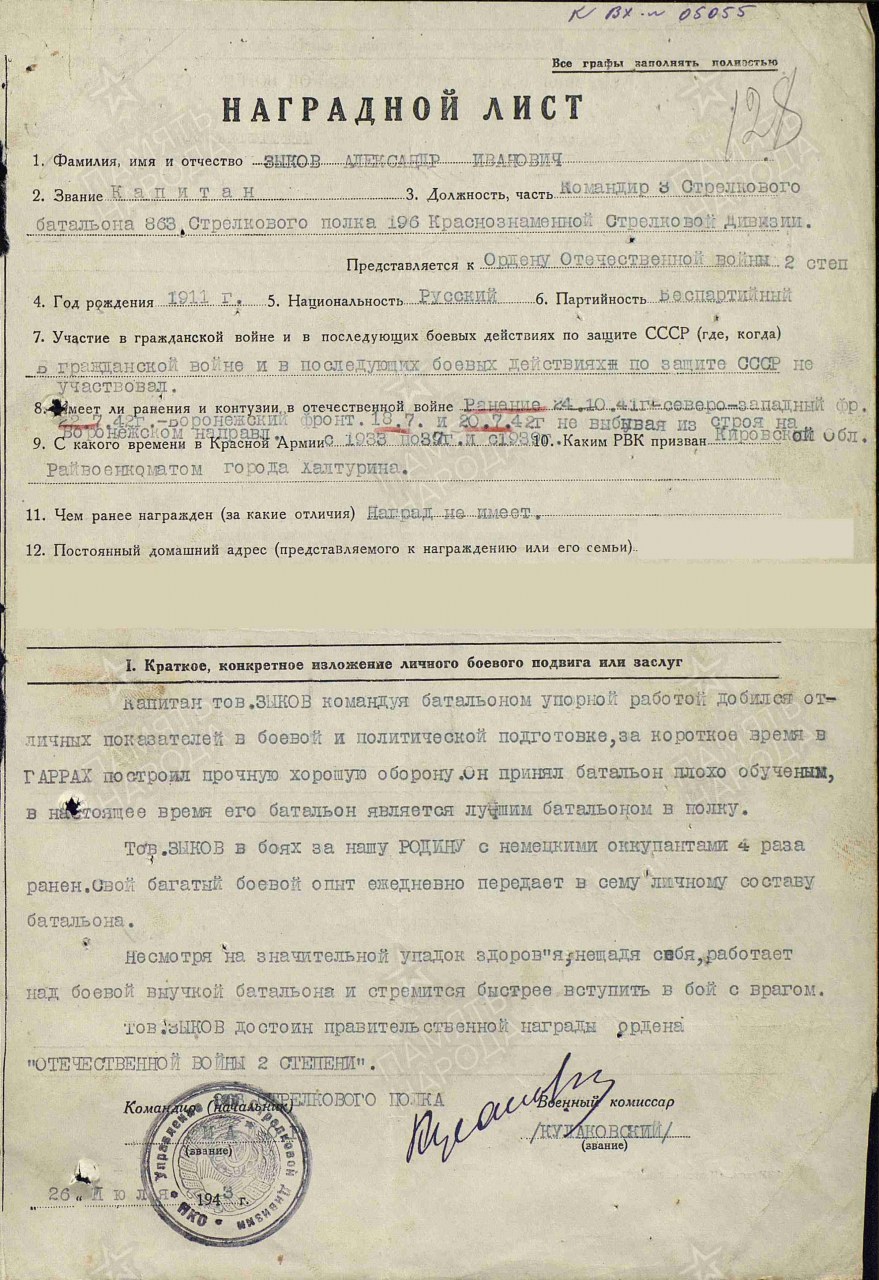 К вх. № 05055
Все графы заполнять полностью
128
НАГРАДНОЙ ЛИСТ
1. Фамилия, имя и отчество ЗЫКОВ АЛЕКСАНДР ИВАНОВИЧ
2. Звание Капитан 3. Должность, часть Командир 3 Стрелкового
батальона 863 Стрелкового полка 196 Краснознаменной Стрелковой Дивизии.
Представляется к Ордену Отечественной войны 2 степ
4. Год рождения 1911 г. 5. Национальность Русский 6. Партийность Беспартийный
7. Участие в гражданской войне и в последующих боевых действиях по защите СССР (где, когда)
В гражданской войне и в последующих боевых действиях по защите СССР не
участвовал.
8. Имеет ли ранения и контузии в отечественной войне Ранение 24.10.41г-северо-западный фр.
2.7.42г.-Воронежский фронт. 18.7. и 20.7.42г не выбывая из строя на
Воронежском направл.
9. С какого времени в Красной Армии с 1933 по 37г. и с 1939 10. Каким РВК призван Кировской Обл.
Райвоенкоматом города Халтурина.
11. Чем ранее награжден (за какие отличия) Наград не имеет.
12. Постоянный домашний адрес (представляемого к награждению или его семьи)
I. Краткое, конкретное изложение личного боевого подвига или заслуг
Капитан тов.ЗЫКОВ командуя батальоном упорной работой добился от-
личных показателей в боевой и политической подготовке,за короткое время в
ГАРРАХ построил прочную хорошую оборону.Он принял батальон плохо обученым,
в настоящее время его батальон является лучшим батальоном в полку.
Тов.ЗЫКОВ в боях за нашу РОДИНУ с немецкими оккупантами 4 раза
ранен.Свой багатый боевой опыт ежедневно передает в сему личному составу
батальона.
Несмотря на значительной упадок здоров"я,нещадя себя,работает
над боевой выучкой батальона и стремится быстрее вступить в бой с врагом.
Тов.ЗЫКОВ достоин правительственной награды ордена
"ОТЕЧЕСТВЕННОЙ ВОЙНЫ 2 СТЕПЕНИ".
СТРЕЛКОВОГО ПОЛКА
Командир (начальник) Военный комиссар
/КУЛАКОВСКИЙ/
(звание) (звание)
Управление Стрелковой Дивизии НКО
"26" Июля 1943 г.